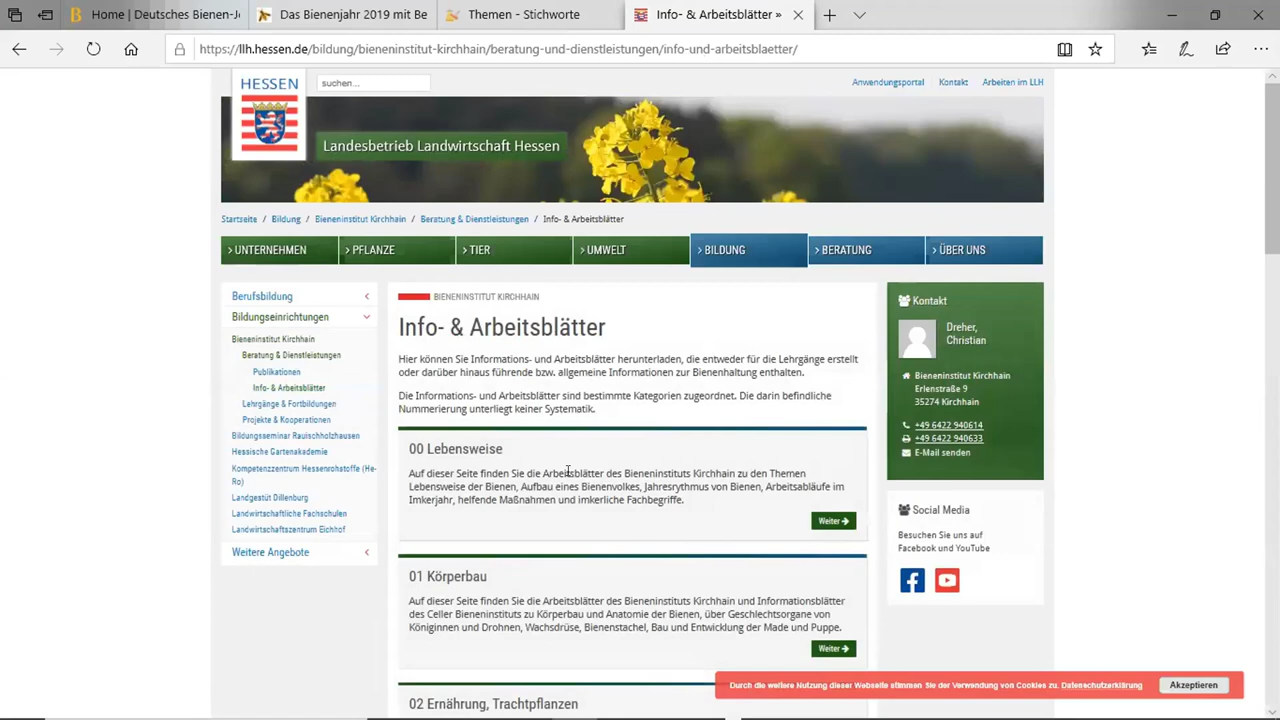 Home | Deutsches Bienen-J
Das Bienenjahr 2019 mit Be
Themen - Stichworte
Info- & Arbeitsblätter »
https://llh.hessen.de/bildung/bieneninstitut-kirchhain/beratung-und-dienstleistungen/info-und-arbeitsblaetter/
HESSEN
suchen...
Anwendungsportal
Kontakt
Arbeiten im LLH
Landesbetrieb Landwirtschaft Hessen
Startseite / Bildung / Bieneninstitut Kirchhain / Beratung & Dienstleistungen / Info- & Arbeitsblätter
UNTERNEHMEN
PFLANZE
TIER
UMWELT
BILDUNG
BERATUNG
ÜBER UNS
Berufsbildung
Bildungseinrichtungen
Bieneninstitut Kirchhain
Beratung & Dienstleistungen
Publikationen
Info- & Arbeitsblätter
Lehrgänge & Fortbildungen
Projekte & Kooperationen
Bildungsseminar Rauischholzhausen
Hessische Gartenakademie
Kompetenzzentrum Hessenrohstoffe (He-
Ro)
Landgestüt Dillenburg
Landwirtschaftliche Fachschulen
Landwirtschaftszentrum Eichhof
Weitere Angebote
BIENENINSTITUT KIRCHHAIN
Info- & Arbeitsblätter
Hier können Sie Informations- und Arbeitsblätter herunterladen, die entweder für die Lehrgänge erstellt
oder darüber hinaus führende bzw. allgemeine Informationen zur Bienenhaltung enthalten.
Die Informations- und Arbeitsblätter sind bestimmte Kategorien zugeordnet. Die darin befindliche
Nummerierung unterliegt keiner Systematik.
00 Lebensweise
Auf dieser Seite finden Sie die Arbeitsblätter des Bieneninstituts Kirchhain zu den Themen
Lebensweise der Bienen, Aufbau eines Bienenvolkes, Jahresrythmus von Bienen, Arbeitsabläufe im
Imkerjahr, helfende Maßnahmen und imkerliche Fachbegriffe.
Weiter
01 Körperbau
Auf dieser Seite finden Sie die Arbeitsblätter des Bieneninstituts Kirchhain und Informationsblätter
des Celler Bieneninstituts zu Körperbau und Anatomie der Bienen, über Geschlechtsorgane von
Königinnen und Drohnen, Wachsdrüse, Bienenstachel, Bau und Entwicklung der Made und Puppe.
Weiter
02 Ernährung, Trachtpflanzen
Kontakt
Dreher,
Christian
Bieneninstitut Kirchhain
Erlenstraße 9
35274 Kirchhain
+49 6422 940614
+49 6422 940633
E-Mail senden
Social Media
Besuchen Sie uns auf
Facebook und YouTube
Durch die weitere Nutzung dieser Webseite stimmen Sie der Verwendung von Cookies zu. Datenschutzerklärung
Akzeptieren